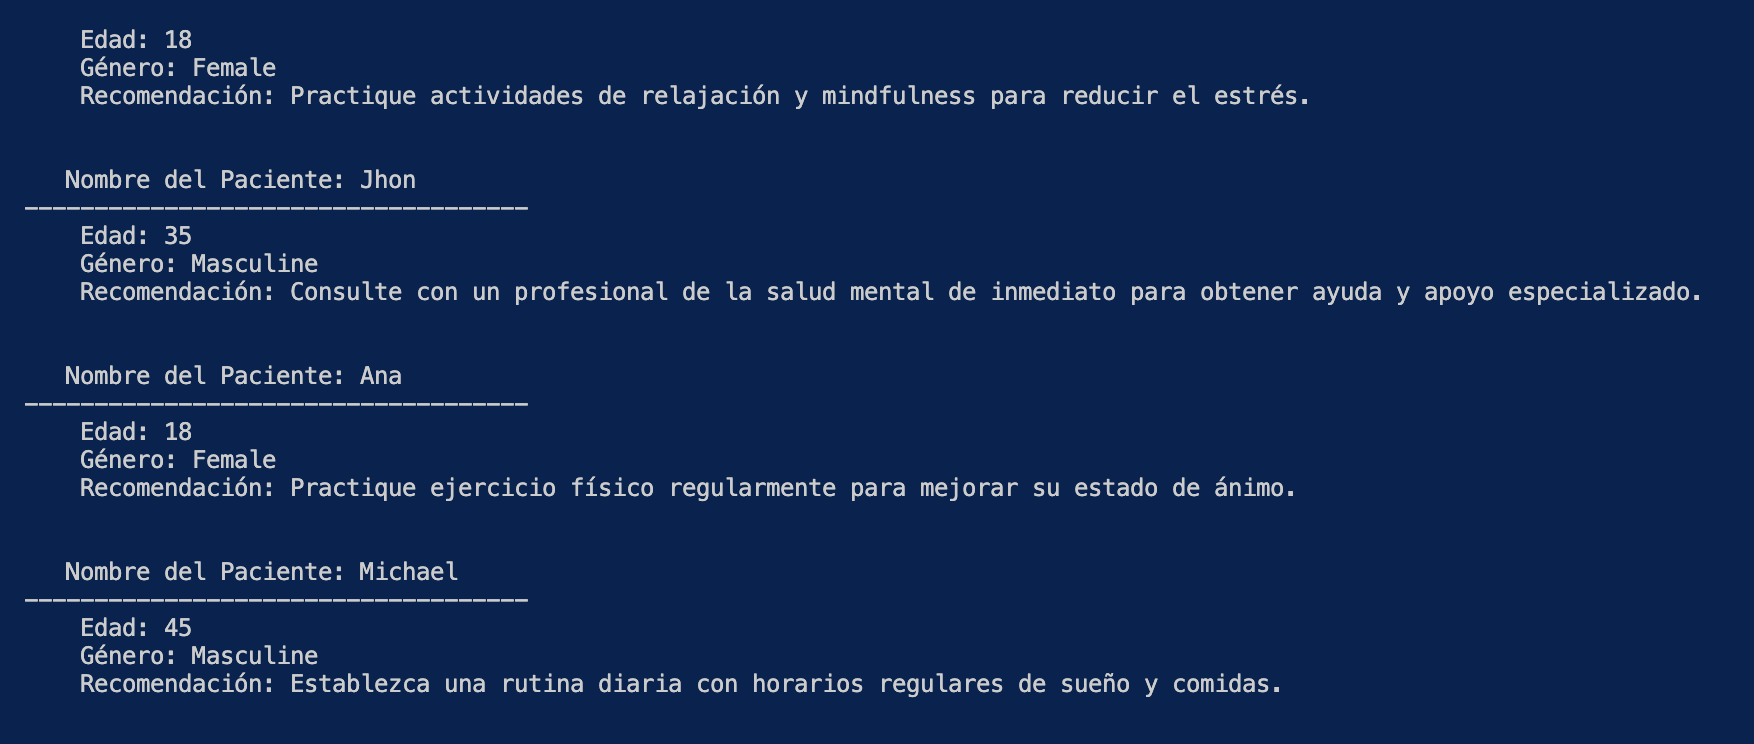 Edad: 18
Género: Female
Recomendación: Practique actividades de relajación y mindfulness para reducir el estrés.
Nombre del Paciente: Jhon
------------------------------------
Edad: 35
Género: Masculine
Recomendación: Consulte con un profesional de la salud mental de inmediato para obtener ayuda y apoyo especializado.
Nombre del Paciente: Ana
------------------------------------
Edad: 18
Género: Female
Recomendación: Practique ejercicio físico regularmente para mejorar su estado de ánimo.
Nombre del Paciente: Michael
------------------------------------
Edad: 45
Género: Masculine
Recomendación: Establezca una rutina diaria con horarios regulares de sueño y comidas.